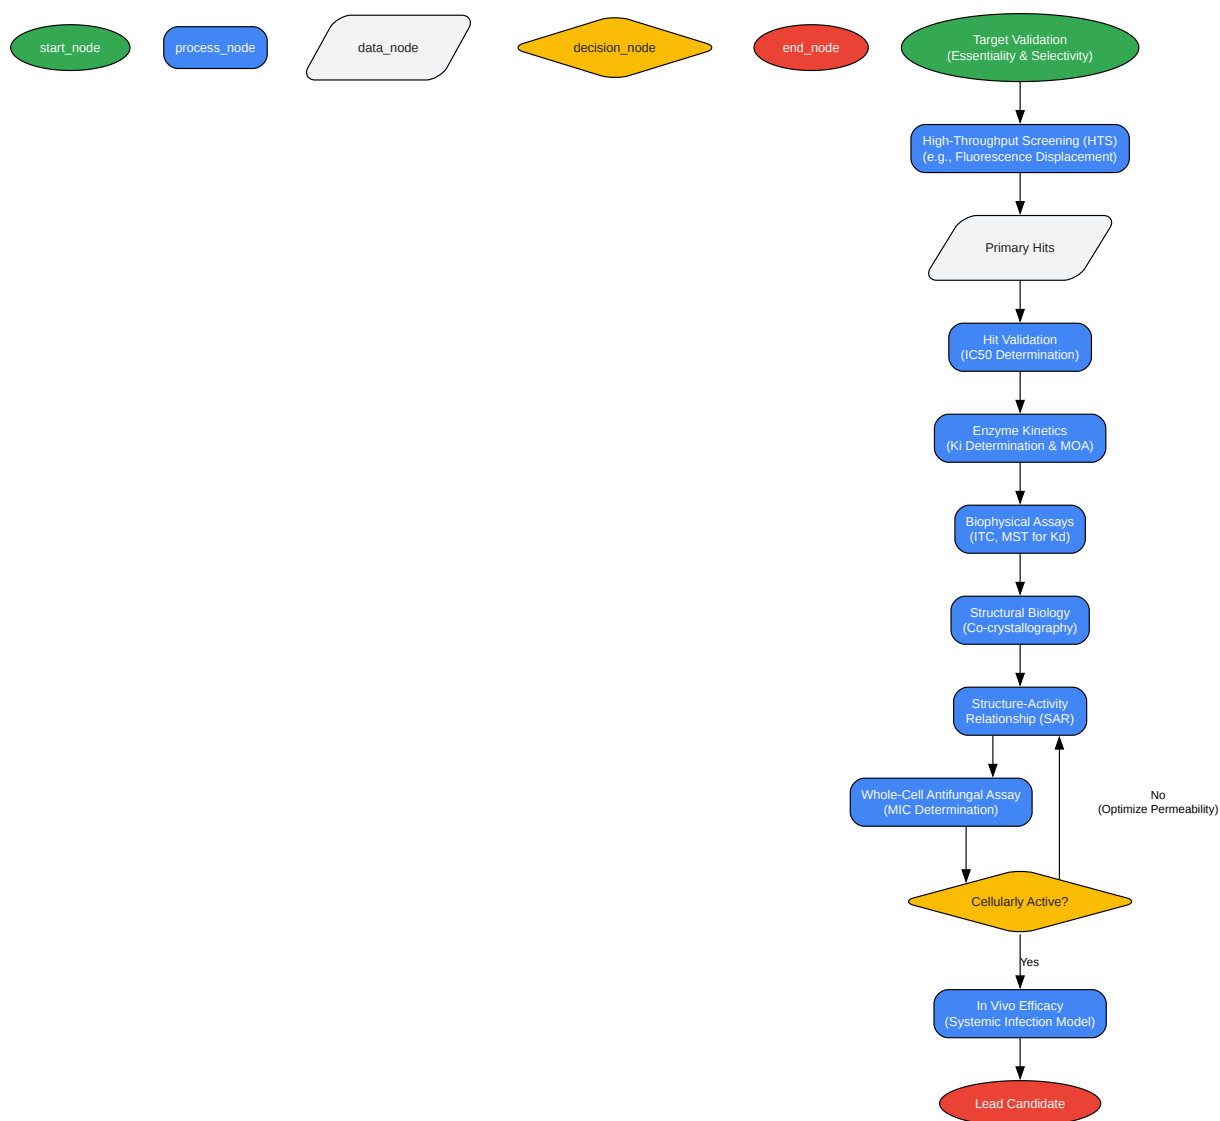 start_node
process_node
data_node
decision_node
end_node
Target Validation
(Essentiality & Selectivity)
High-Throughput Screening (HTS)
(e.g., Fluorescence Displacement)
Primary Hits
Hit Validation
(IC50 Determination)
Enzyme Kinetics
(Ki Determination & MOA)
Biophysical Assays
(ITC, MST for Kd)
Structural Biology
(Co-crystallography)
Structure-Activity
Relationship (SAR)
Whole-Cell Antifungal Assay
(MIC Determination)
No
(Optimize Permeability)
Cellularly Active?
Yes
In Vivo Efficacy
(Systemic Infection Model)
Lead Candidate